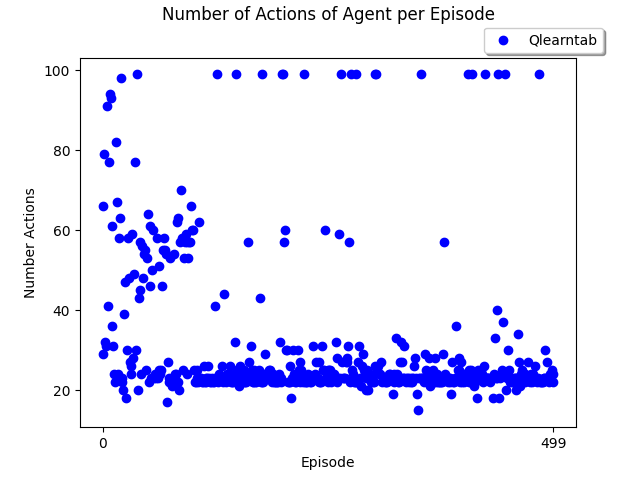 Number of Actions of Agent per Episode
Qlearntab
100
80
60
40
20
Number Actions
0
499
Episode